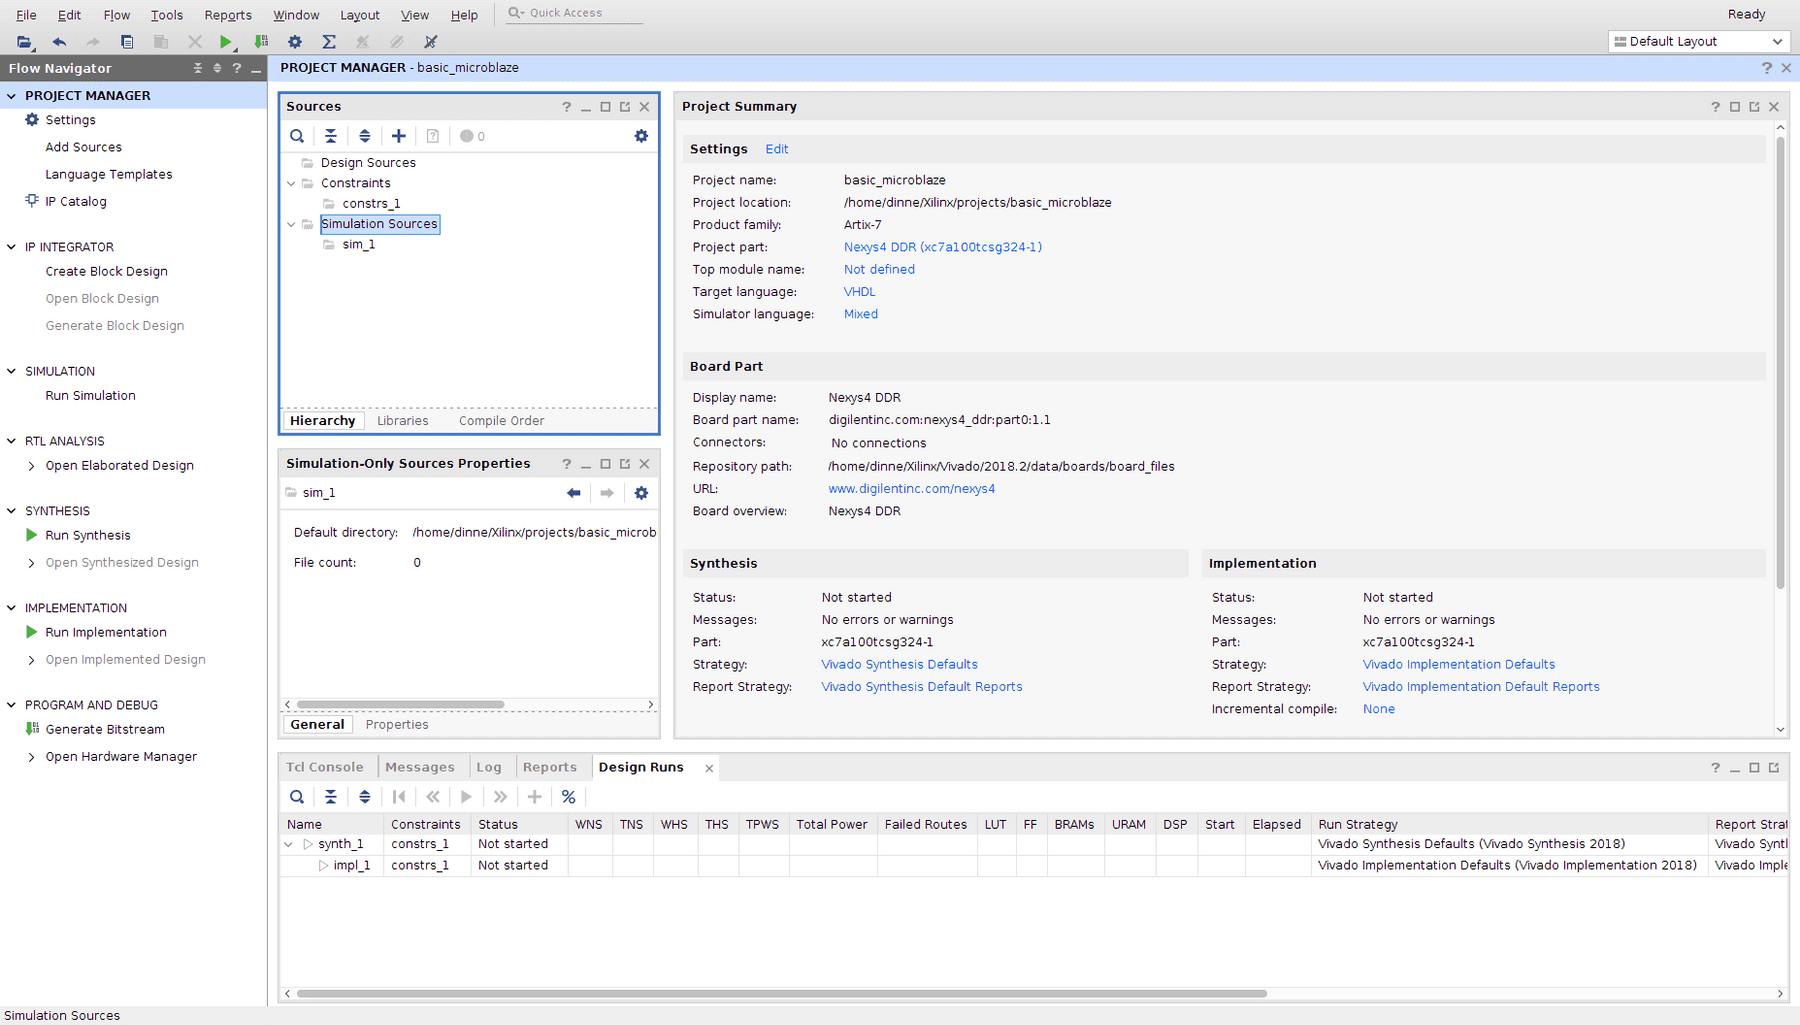 File Edit Flow Tools Reports Window Layout View Help Quick Access Ready
Default Layout
Flow Navigator
PROJECT MANAGER
Settings
Add Sources
Language Templates
IP Catalog
IP INTEGRATOR
Create Block Design
Open Block Design
Generate Block Design
SIMULATION
Run Simulation
RTL ANALYSIS
Open Elaborated Design
SYNTHESIS
Run Synthesis
Open Synthesized Design
IMPLEMENTATION
Run Implementation
Open Implemented Design
PROGRAM AND DEBUG
Generate Bitstream
Open Hardware Manager
PROJECT MANAGER - basic_microblaze
Sources
0
Design Sources
Constraints
constrs_1
Simulation Sources
sim_1
Hierarchy Libraries Compile Order
Simulation-Only Sources Properties
sim_1
Default directory: /home/dinne/Xilinx/projects/basic_microb
File count: 0
General Properties
Project Summary
Settings Edit
Project name: basic_microblaze
Project location: /home/dinne/Xilinx/projects/basic_microblaze
Product family: Artix-7
Project part: Nexys4 DDR (xc7a100tcsg324-1)
Top module name: Not defined
Target language: VHDL
Simulator language: Mixed
Board Part
Display name: Nexys4 DDR
Board part name: digilentinc.com:nexys4_ddr:part0:1.1
Connectors: No connections
Repository path: /home/dinne/Xilinx/Vivado/2018.2/data/boards/board_files
URL: www.digilentinc.com/nexys4
Board overview: Nexys4 DDR
Synthesis
Status: Not started
Messages: No errors or warnings
Part: xc7a100tcsg324-1
Strategy: Vivado Synthesis Defaults
Report Strategy: Vivado Synthesis Default Reports
Implementation
Status: Not started
Messages: No errors or warnings
Part: xc7a100tcsg324-1
Strategy: Vivado Implementation Defaults
Report Strategy: Vivado Implementation Default Reports
Incremental compile: None
Tcl Console Messages Log Reports Design Runs
Name Constraints Status WNS TNS WHS THS TPWS Total Power Failed Routes LUT FF BRAMs URAM DSP Start Elapsed Run Strategy Report Strat
synth_1 constrs_1 Not started Vivado Synthesis Defaults (Vivado Synthesis 2018) Vivado Synt
impl_1 constrs_1 Not started Vivado Implementation Defaults (Vivado Implementation 2018) Vivado Imple
Simulation Sources